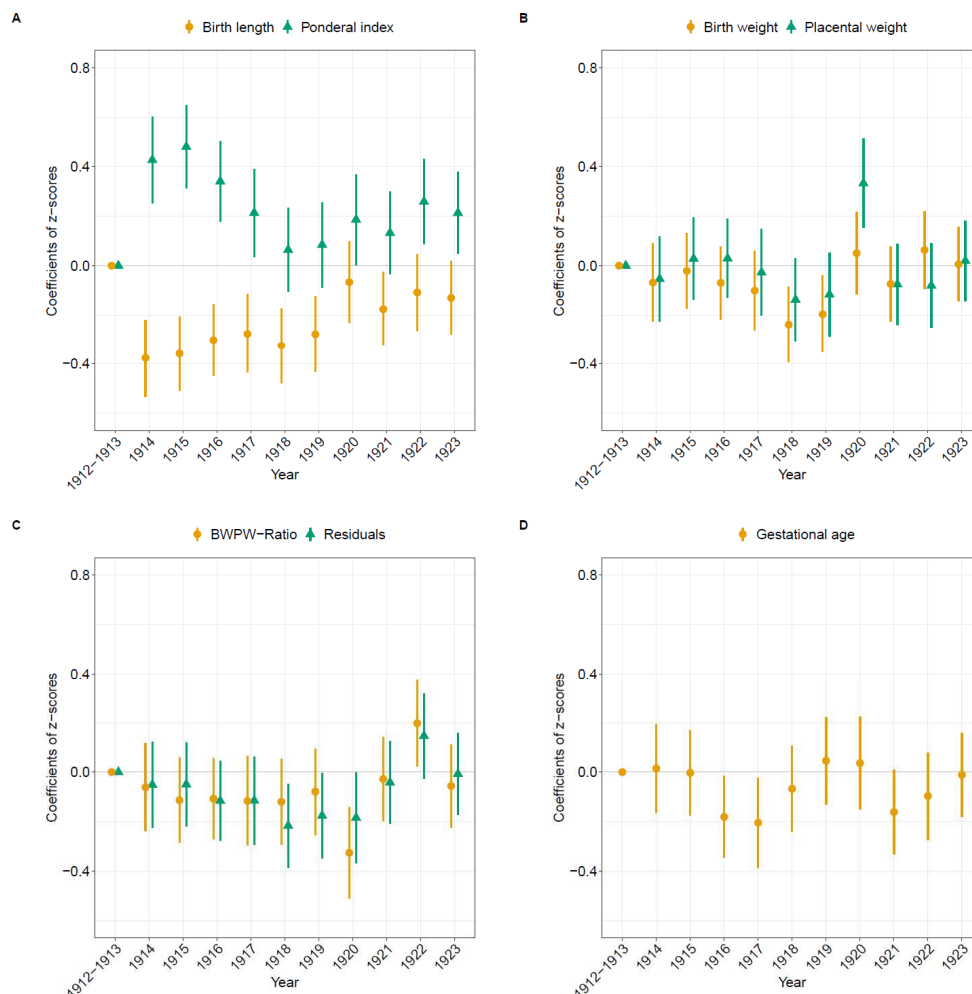 A
Birth length Ponderal index
Coefficients of z−scores
0.8
0.4
0.0
−0.4
1912−1913 1914 1915 1916 1917 1918 1919 1920 1921 1922 1923
Year
B
Birth weight Placental weight
Coefficients of z−scores
0.8
0.4
0.0
−0.4
1912−1913 1914 1915 1916 1917 1918 1919 1920 1921 1922 1923
Year
C
BWPW−Ratio Residuals
Coefficients of z−scores
0.8
0.4
0.0
−0.4
1912−1913 1914 1915 1916 1917 1918 1919 1920 1921 1922 1923
Year
D
Gestational age
Coefficients of z−scores
0.8
0.4
0.0
−0.4
1912−1913 1914 1915 1916 1917 1918 1919 1920 1921 1922 1923
Year